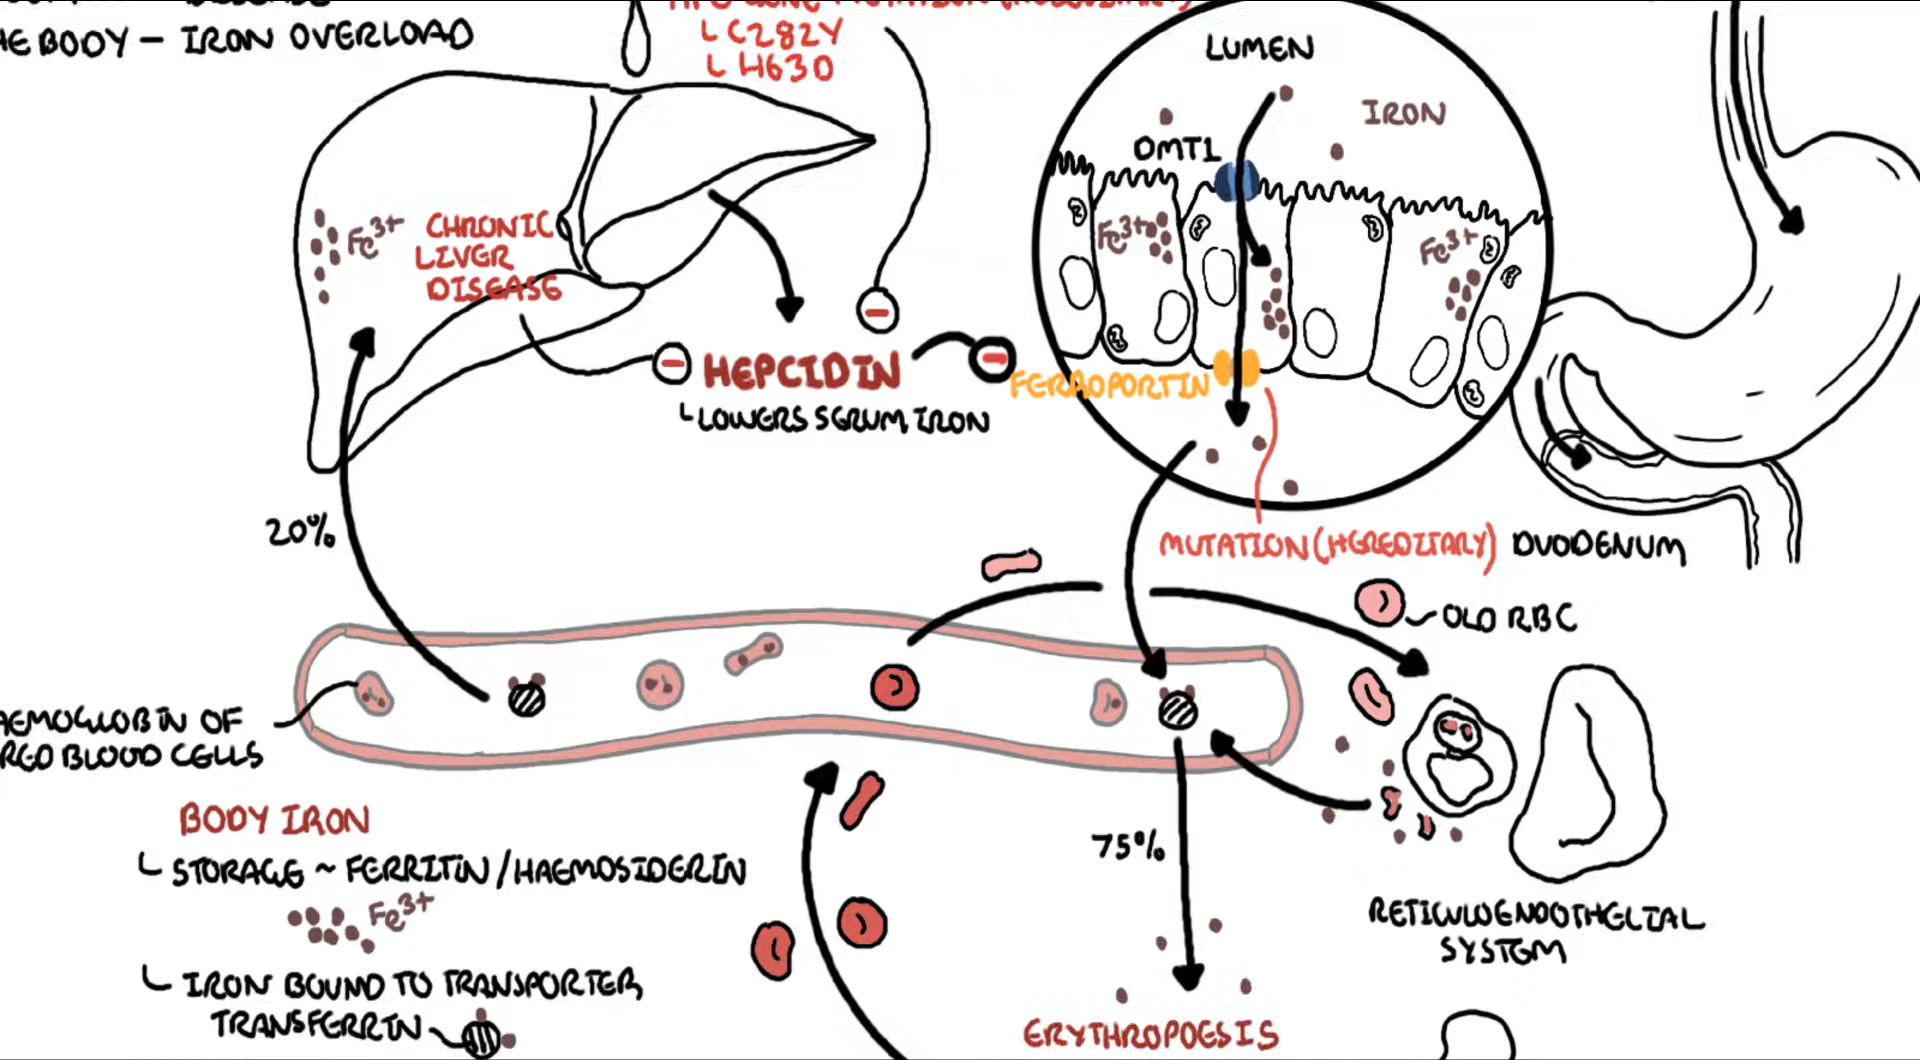 HE BODY – IRON OVERLOAD
L C282Y
L H63D
LUMEN
IRON
DMT1
Fe3+
CHRONIC
LIVER
DISEASE
Fe3+
Fe3+
HEPCIDIN
LOWERS SERUM IRON
FERROPORTIN
20%
MUTATION (HEREDITARY)
DUODENUM
OLD RBC
AEMOGLOBIN OF
RED BLOOD CELLS
BODY IRON
STORAGE ~ FERRITIN / HAEMOSIDERIN
Fe3+
IRON BOUND TO TRANSPORTER
TRANSFERRIN
75%
RETICULOENDOTHELIAL
SYSTEM
ERYTHROPOESIS